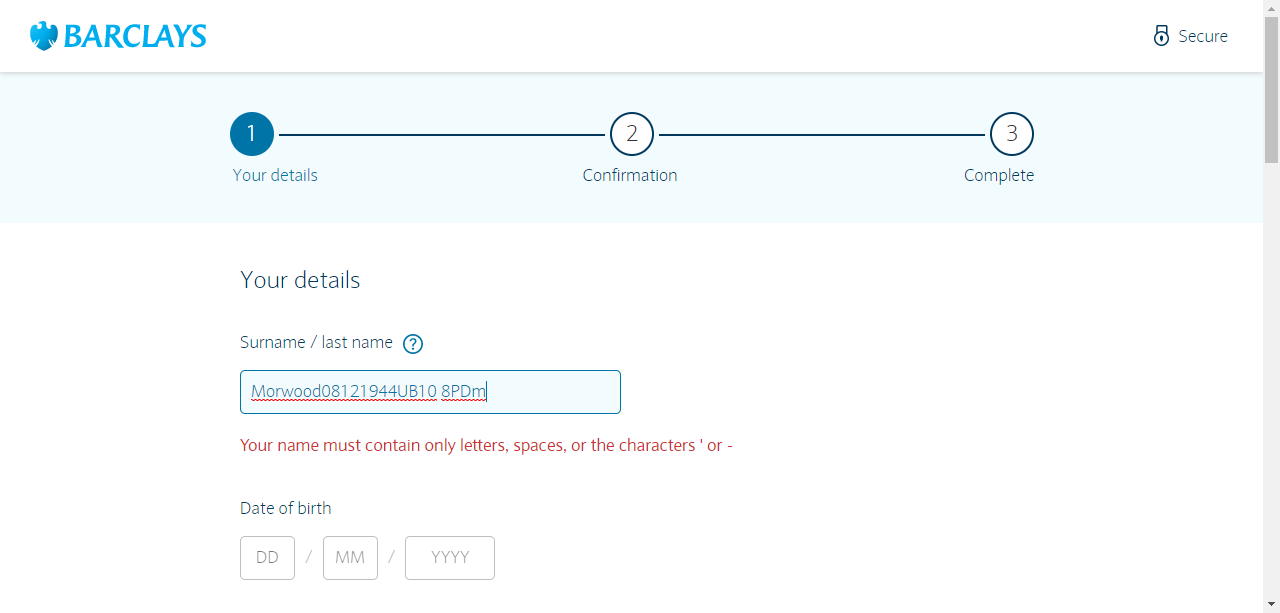 BARCLAYS
Secure
1
2
3
Your details
Confirmation
Complete
Your details
Surname / last name ?
Morwood08121944UB10 8PDm
Your name must contain only letters, spaces, or the characters ' or -
Date of birth
DD / MM / YYYY